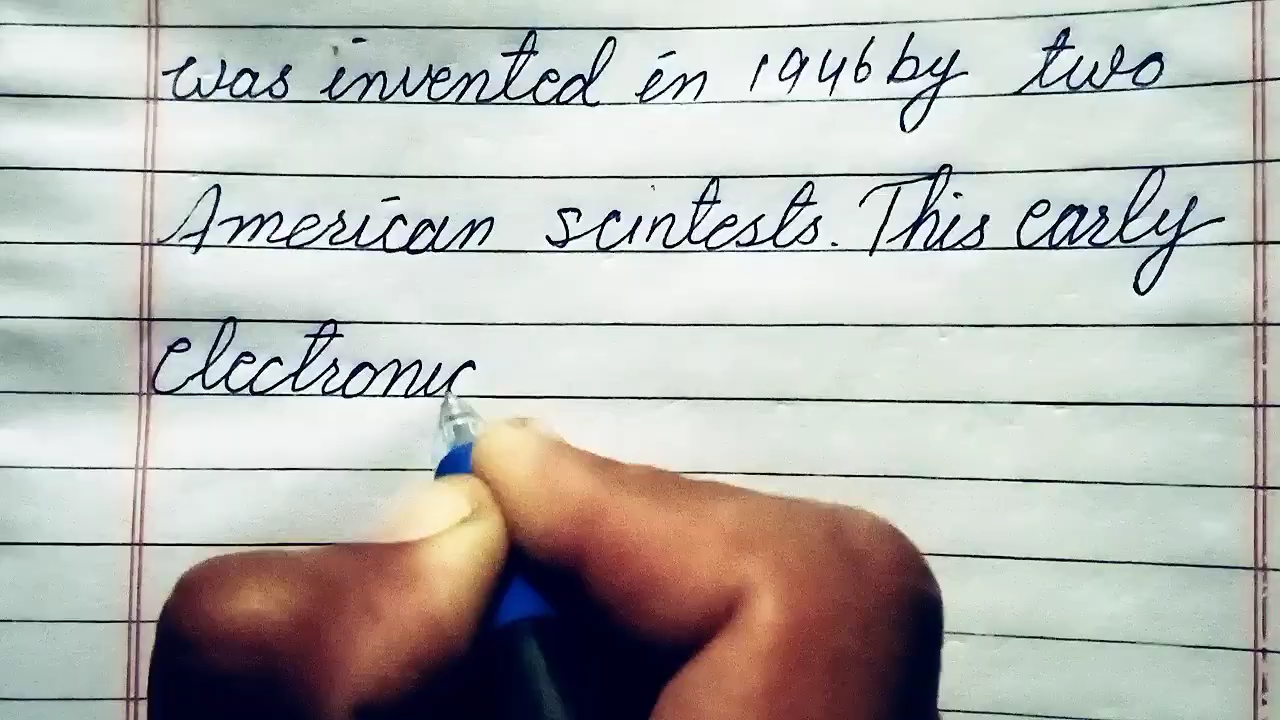 was invented in 1946 by two
American scintests. This early
electronic